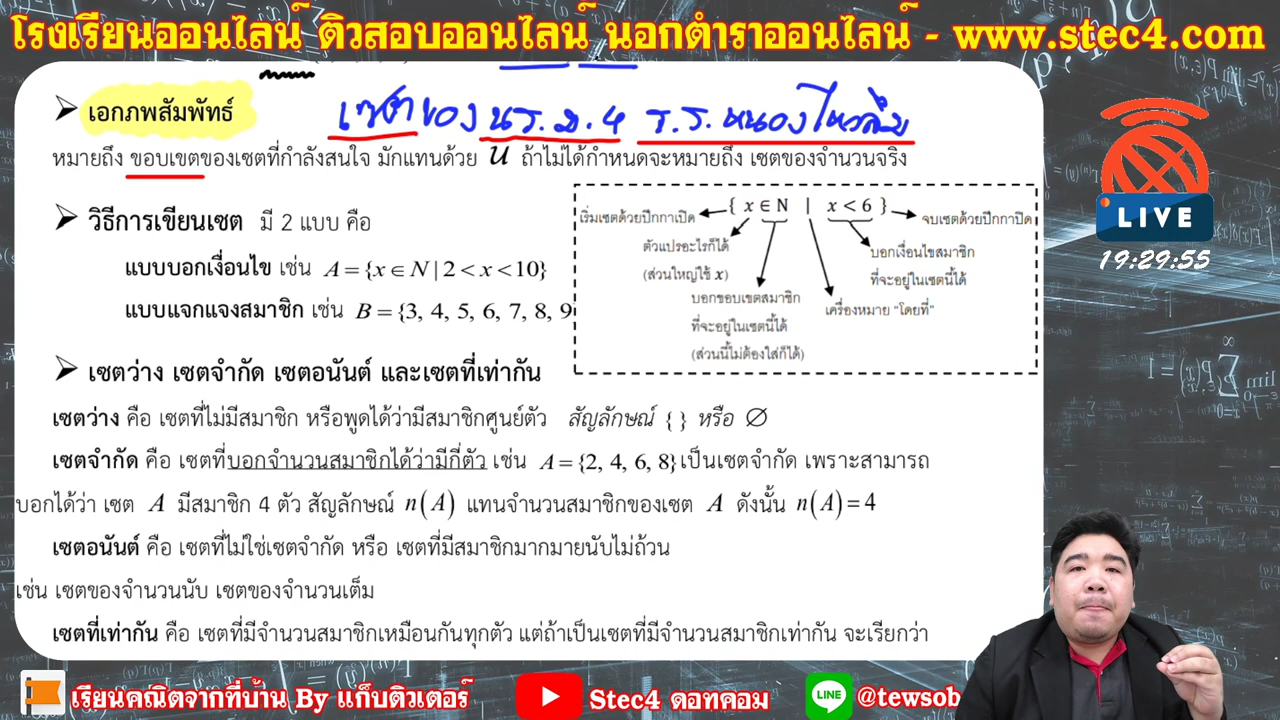 โรงเรียนออนไลน์ ติวสอบออนไลน์ นอกตำราออนไลน์ - www.stec4.com
เอกภพสัมพัทธ์
เซตของ นร.ม.4 ร.ร.หนองไหวลึบ
หมายถึง ขอบเขตของเซตที่กำลังสนใจ มักแทนด้วย u ถ้าไม่ได้กำหนดจะหมายถึง เซตของจำนวนจริง
วิธีการเขียนเซต มี 2 แบบ คือ
แบบบอกเงื่อนไข เช่น A = {x ∈ N | 2 < x < 10}
แบบแจกแจงสมาชิก เช่น B = {3, 4, 5, 6, 7, 8, 9
{ x ∈ N | x < 6 }
เริ่มเซตด้วยปีกกาเปิด
จบเซตด้วยปีกกาปิด
ตัวแปรอะไรก็ได้
(ส่วนใหญ่ใช้ x)
บอกขอบเขตสมาชิก
ที่จะอยู่ในเซตนี้ได้
(ส่วนนี้ไม่ต้องใส่ก็ได้)
เครื่องหมาย "โดยที่"
บอกเงื่อนไขสมาชิก
ที่จะอยู่ในเซตนี้ได้
LIVE
19:29:55
เซตว่าง เซตจำกัด เซตอนันต์ และเซตที่เท่ากัน
เซตว่าง คือ เซตที่ไม่มีสมาชิก หรือพูดได้ว่ามีสมาชิกศูนย์ตัว สัญลักษณ์ { } หรือ ∅
เซตจำกัด คือ เซตที่บอกจำนวนสมาชิกได้ว่ามีกี่ตัว เช่น A = {2, 4, 6, 8} เป็นเซตจำกัด เพราะสามารถ
บอกได้ว่า เซต A มีสมาชิก 4 ตัว สัญลักษณ์ n(A) แทนจำนวนสมาชิกของเซต A ดังนั้น n(A) = 4
เซตอนันต์ คือ เซตที่ไม่ใช่เซตจำกัด หรือ เซตที่มีสมาชิกมากมายนับไม่ถ้วน
เช่น เซตของจำนวนนับ เซตของจำนวนเต็ม
เซตที่เท่ากัน คือ เซตที่มีจำนวนสมาชิกเหมือนกันทุกตัว แต่ถ้าเป็นเซตที่มีจำนวนสมาชิกเท่ากัน จะเรียกว่า
เรียนคณิตจากที่บ้าน By แก็บติวเตอร์
Stec4 ดอทคอม
LINE
@tewsob